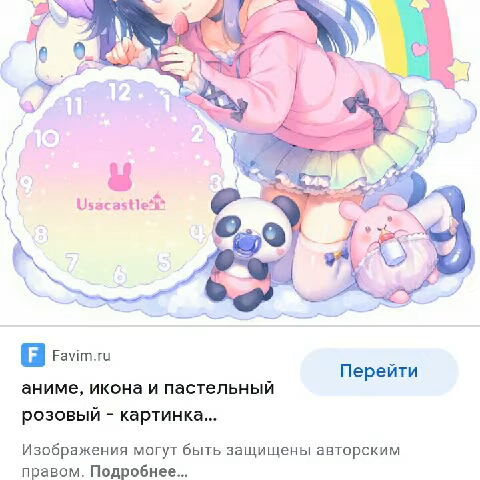 12
11
1
10
2
9
3
Usacastle
8
4
7
5
6
F Favim.ru
Перейти
аниме, икона и пастельный
розовый - картинка...
Изображения могут быть защищены авторским
правом. Подробнее...